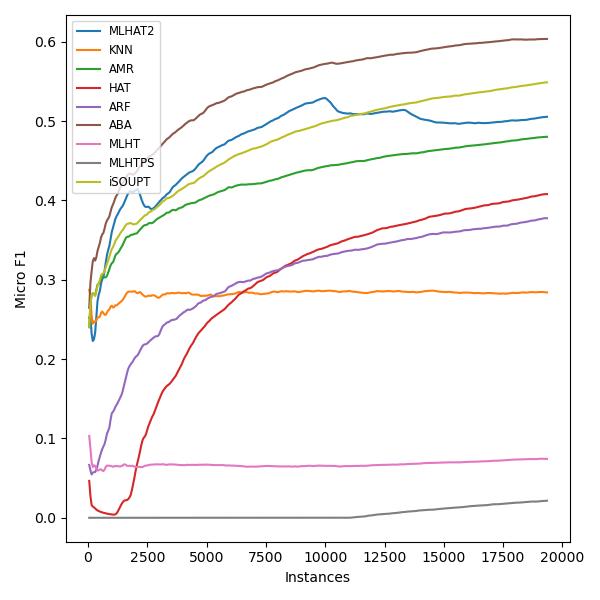 MLHAT2
KNN
AMR
HAT
ARF
ABA
MLHT
MLHTPS
iSOUPT
Micro F1
0.6
0.5
0.4
0.3
0.2
0.1
0.0
0 2500 5000 7500 10000 12500 15000 17500 20000
Instances